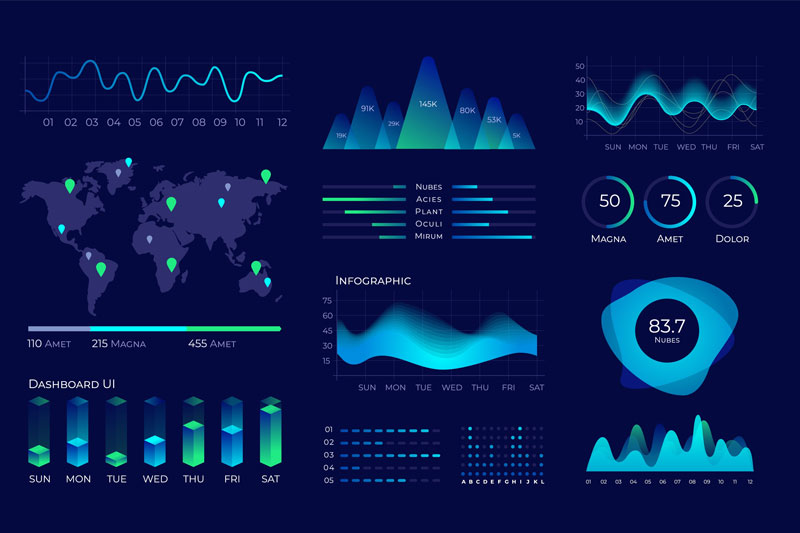 01 02 03 04 05 06 07 08 09 10 11 12
110 Amet 215 Magna 455 Amet
Dashboard UI
SUN MON TUE WED THU FRI SAT
19K 91K 29K 145K 80K 53K 5K
Nubes
Acies
Plant
Oculi
Mirum
Infographic
75
60
45
30
15
SUN MON TUE WED THU FRI SAT
01
02
03
04
05
A B C D E F G H I J K L
50
40
30
20
10
SUN MON TUE WED THU FRI SAT
50 75 25
Magna Amet Dolor
83.7
Nubes
01 02 03 04 05 06 07 08 09 10 11 12